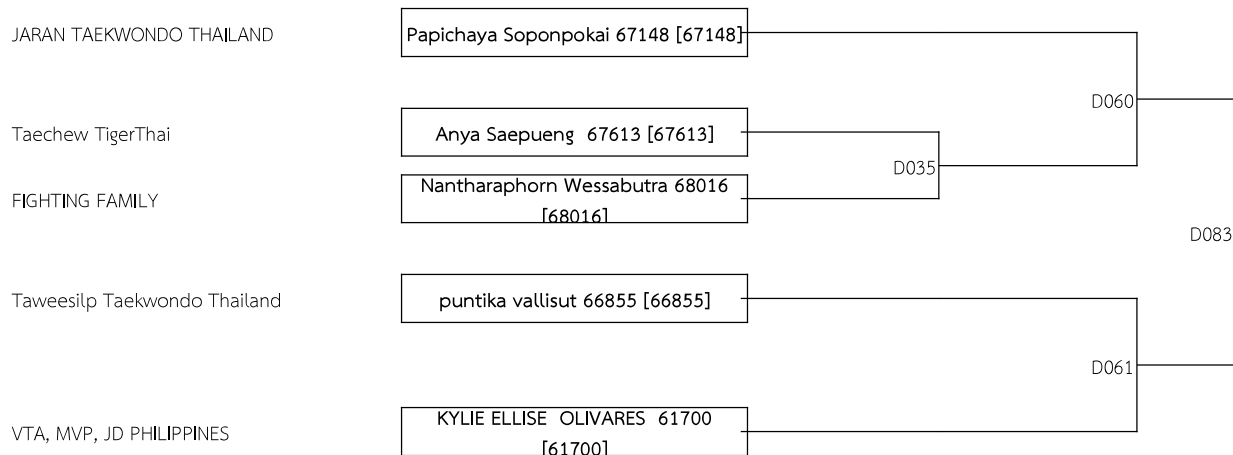 JARAN TAEKWONDO THAILAND
Papichaya Soponpokai 67148 [67148]
D060
Taechew TigerThai
Anya Saepueng  67613 [67613]
D035
FIGHTING FAMILY
Nantharaphorn Wessabutra 68016
[68016]
D083
Taweesilp Taekwondo Thailand
puntika vallisut 66855 [66855]
D061
VTA, MVP, JD PHILIPPINES
KYLIE ELLISE  OLIVARES  61700
[61700]